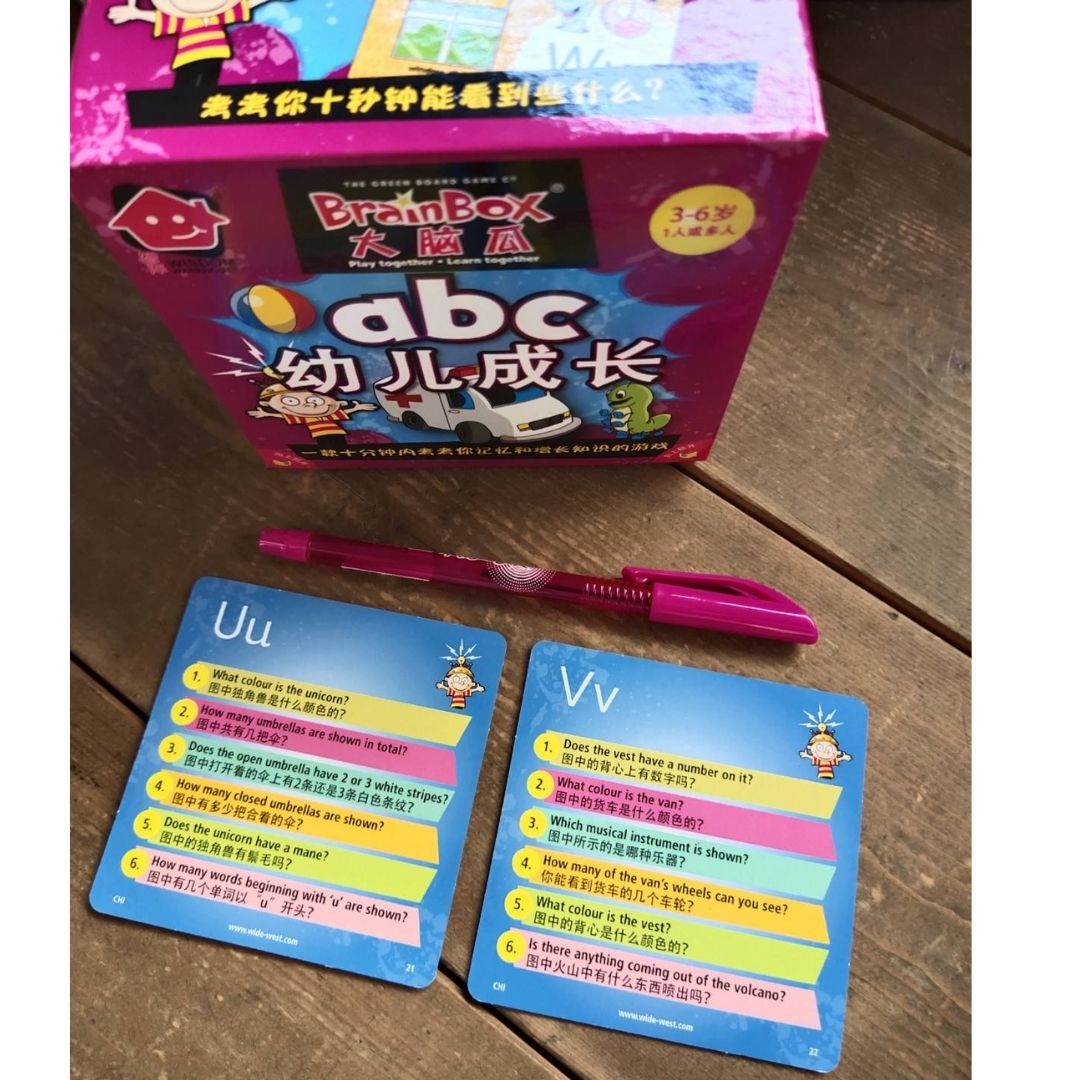 Ww
考考你十秒钟能看到些什么？
THE GREEN BOARD GAME Cº
BrainBox®
大脑瓜
Play together • Learn together
WISDOM
3-6岁
1人或多人
abc
幼儿成长
一款十分钟内考考你记忆和增长知识的游戏
Uu
1. What colour is the unicorn?
图中独角兽是什么颜色的？
2. How many umbrellas are shown in total?
图中共有几把伞？
3. Does the open umbrella have 2 or 3 white stripes?
图中打开着的伞上有2条还是3条白色条纹？
4. How many closed umbrellas are shown?
图中有多少把合着的伞？
5. Does the unicorn have a mane?
图中的独角兽有鬃毛吗？
6. How many words beginning with ‘u’ are shown?
图中有几个单词以“u”开头？
CHI
www.wide-west.com
21
Vv
1. Does the vest have a number on it?
图中的背心上有数字吗？
2. What colour is the van?
图中的货车是什么颜色的？
3. Which musical instrument is shown?
图中所示的是哪种乐器？
4. How many of the van’s wheels can you see?
你能看到货车的几个车轮？
5. What colour is the vest?
图中的背心是什么颜色的？
6. Is there anything coming out of the volcano?
图中火山中有什么东西喷出吗？
CHI
www.wide-west.com
22